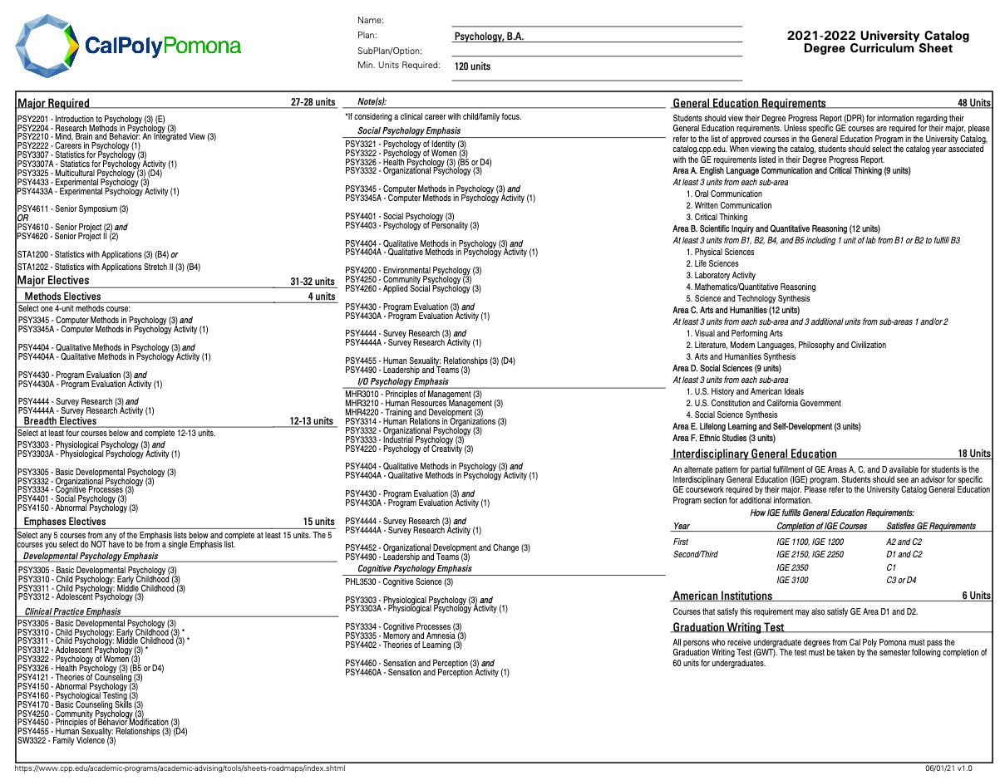 CalPolyPomona
Name:
Plan: Psychology, B.A.
SubPlan/Option:
Min. Units Required: 120 units
2021-2022 University Catalog
Degree Curriculum Sheet
Major Required 27-28 units
PSY2201 - Introduction to Psychology (3) (E)
PSY2204 - Research Methods in Psychology (3)
PSY2210 - Mind, Brain and Behavior: An Integrated View (3)
PSY2222 - Careers in Psychology (1)
PSY3307 - Statistics for Psychology (3)
PSY3307A - Statistics for Psychology Activity (1)
PSY3325 - Multicultural Psychology (3) (D4)
PSY4433 - Experimental Psychology (3)
PSY4433A - Experimental Psychology Activity (1)
PSY4611 - Senior Symposium (3)
OR
PSY4610 - Senior Project (2) and
PSY4620 - Senior Project II (2)
STA1200 - Statistics with Applications (3) (B4) or
STA1202 - Statistics with Applications Stretch II (3) (B4)
Major Electives 31-32 units
Methods Electives 4 units
Select one 4-unit methods course:
PSY3345 - Computer Methods in Psychology (3) and
PSY3345A - Computer Methods in Psychology Activity (1)
PSY4404 - Qualitative Methods in Psychology (3) and
PSY4404A - Qualitative Methods in Psychology Activity (1)
PSY4430 - Program Evaluation (3) and
PSY4430A - Program Evaluation Activity (1)
PSY4444 - Survey Research (3) and
PSY4444A - Survey Research Activity (1)
Breadth Electives 12-13 units
Select at least four courses below and complete 12-13 units.
PSY3303 - Physiological Psychology (3) and
PSY3303A - Physiological Psychology Activity (1)
PSY3305 - Basic Developmental Psychology (3)
PSY3332 - Organizational Psychology (3)
PSY3334 - Cognitive Processes (3)
PSY4401 - Social Psychology (3)
PSY4150 - Abnormal Psychology (3)
Emphases Electives 15 units
Select any 5 courses from any of the Emphasis lists below and complete at least 15 units. The 5
courses you select do NOT have to be from a single Emphasis list.
Developmental Psychology Emphasis
PSY3305 - Basic Developmental Psychology (3)
PSY3310 - Child Psychology: Early Childhood (3)
PSY3311 - Child Psychology: Middle Childhood (3)
PSY3312 - Adolescent Psychology (3)
Clinical Practice Emphasis
PSY3305 - Basic Developmental Psychology (3)
PSY3310 - Child Psychology: Early Childhood (3) *
PSY3311 - Child Psychology: Middle Childhood (3) *
PSY3312 - Adolescent Psychology (3) *
PSY3322 - Psychology of Women (3)
PSY3326 - Health Psychology (3) (B5 or D4)
PSY4121 - Theories of Counseling (3)
PSY4150 - Abnormal Psychology (3)
PSY4160 - Psychological Testing (3)
PSY4170 - Basic Counseling Skills (3)
PSY4250 - Community Psychology (3)
PSY4450 - Principles of Behavior Modification (3)
PSY4455 - Human Sexuality: Relationships (3) (D4)
SW3322 - Family Violence (3)
Note(s):
*If considering a clinical career with child/family focus.
Social Psychology Emphasis
PSY3321 - Psychology of Identity (3)
PSY3322 - Psychology of Women (3)
PSY3326 - Health Psychology (3) (B5 or D4)
PSY3332 - Organizational Psychology (3)
PSY3345 - Computer Methods in Psychology (3) and
PSY3345A - Computer Methods in Psychology Activity (1)
PSY4401 - Social Psychology (3)
PSY4403 - Psychology of Personality (3)
PSY4404 - Qualitative Methods in Psychology (3) and
PSY4404A - Qualitative Methods in Psychology Activity (1)
PSY4200 - Environmental Psychology (3)
PSY4250 - Community Psychology (3)
PSY4260 - Applied Social Psychology (3)
PSY4430 - Program Evaluation (3) and
PSY4430A - Program Evaluation Activity (1)
PSY4444 - Survey Research (3) and
PSY4444A - Survey Research Activity (1)
PSY4455 - Human Sexuality: Relationships (3) (D4)
PSY4490 - Leadership and Teams (3)
I/O Psychology Emphasis
MHR3010 - Principles of Management (3)
MHR3210 - Human Resources Management (3)
MHR4220 - Training and Development (3)
PSY3314 - Human Relations in Organizations (3)
PSY3332 - Organizational Psychology (3)
PSY3333 - Industrial Psychology (3)
PSY4220 - Psychology of Creativity (3)
PSY4404 - Qualitative Methods in Psychology (3) and
PSY4404A - Qualitative Methods in Psychology Activity (1)
PSY4430 - Program Evaluation (3) and
PSY4430A - Program Evaluation Activity (1)
PSY4444 - Survey Research (3) and
PSY4444A - Survey Research Activity (1)
PSY4452 - Organizational Development and Change (3)
PSY4490 - Leadership and Teams (3)
Cognitive Psychology Emphasis
PHL3530 - Cognitive Science (3)
PSY3303 - Physiological Psychology (3) and
PSY3303A - Physiological Psychology Activity (1)
PSY3334 - Cognitive Processes (3)
PSY3335 - Memory and Amnesia (3)
PSY4402 - Theories of Learning (3)
PSY4460 - Sensation and Perception (3) and
PSY4460A - Sensation and Perception Activity (1)
General Education Requirements 48 Units
Students should view their Degree Progress Report (DPR) for information regarding their
General Education requirements. Unless specific GE courses are required for their major, please
refer to the list of approved courses in the General Education Program in the University Catalog,
catalog.cpp.edu. When viewing the catalog, students should select the catalog year associated
with the GE requirements listed in their Degree Progress Report.
Area A. English Language Communication and Critical Thinking (9 units)
At least 3 units from each sub-area
1. Oral Communication
2. Written Communication
3. Critical Thinking
Area B. Scientific Inquiry and Quantitative Reasoning (12 units)
At least 3 units from B1, B2, B4, and B5 including 1 unit of lab from B1 or B2 to fulfill B3
1. Physical Sciences
2. Life Sciences
3. Laboratory Activity
4. Mathematics/Quantitative Reasoning
5. Science and Technology Synthesis
Area C. Arts and Humanities (12 units)
At least 3 units from each sub-area and 3 additional units from sub-areas 1 and/or 2
1. Visual and Performing Arts
2. Literature, Modern Languages, Philosophy and Civilization
3. Arts and Humanities Synthesis
Area D. Social Sciences (9 units)
At least 3 units from each sub-area
1. U.S. History and American Ideals
2. U.S. Constitution and California Government
4. Social Science Synthesis
Area E. Lifelong Learning and Self-Development (3 units)
Area F. Ethnic Studies (3 units)
Interdisciplinary General Education 18 Units
An alternate pattern for partial fulfillment of GE Areas A, C, and D available for students is the
Interdisciplinary General Education (IGE) program. Students should see an advisor for specific
GE coursework required by their major. Please refer to the University Catalog General Education
Program section for additional information.
How IGE fulfills General Education Requirements:
Year Completion of IGE Courses Satisfies GE Requirements
First IGE 1100, IGE 1200 A2 and C2
Second/Third IGE 2150, IGE 2250 D1 and C2
IGE 2350 C1
IGE 3100 C3 or D4
American Institutions 6 Units
Courses that satisfy this requirement may also satisfy GE Area D1 and D2.
Graduation Writing Test
All persons who receive undergraduate degrees from Cal Poly Pomona must pass the
Graduation Writing Test (GWT). The test must be taken by the semester following completion of
60 units for undergraduates.
https://www.cpp.edu/academic-programs/academic-advising/tools/sheets-roadmaps/index.shtml
06/01/21 v1.0